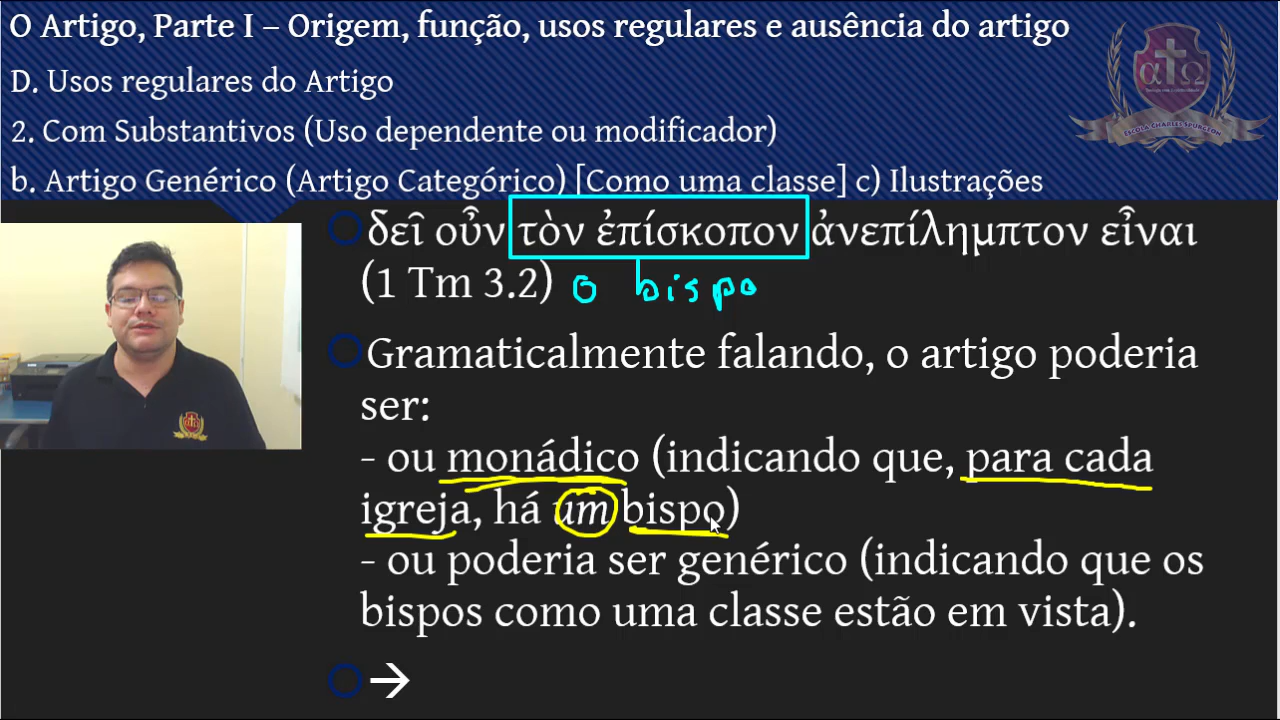 O Artigo, Parte I – Origem, função, usos regulares e ausência do artigo
D. Usos regulares do Artigo
2. Com Substantivos (Uso dependente ou modificador)
b. Artigo Genérico (Artigo Categórico) [Como uma classe] c) Ilustrações
α Ω
ESCOLA CHARLES SPURGEON
δεῖ οὖν τὸν ἐπίσκοπον ἀνεπίλημπτον εἶναι
(1 Tm 3.2) o bispo
Gramaticalmente falando, o artigo poderia
ser:
- ou monádico (indicando que, para cada
igreja, há um bispo)
- ou poderia ser genérico (indicando que os
bispos como uma classe estão em vista).
→